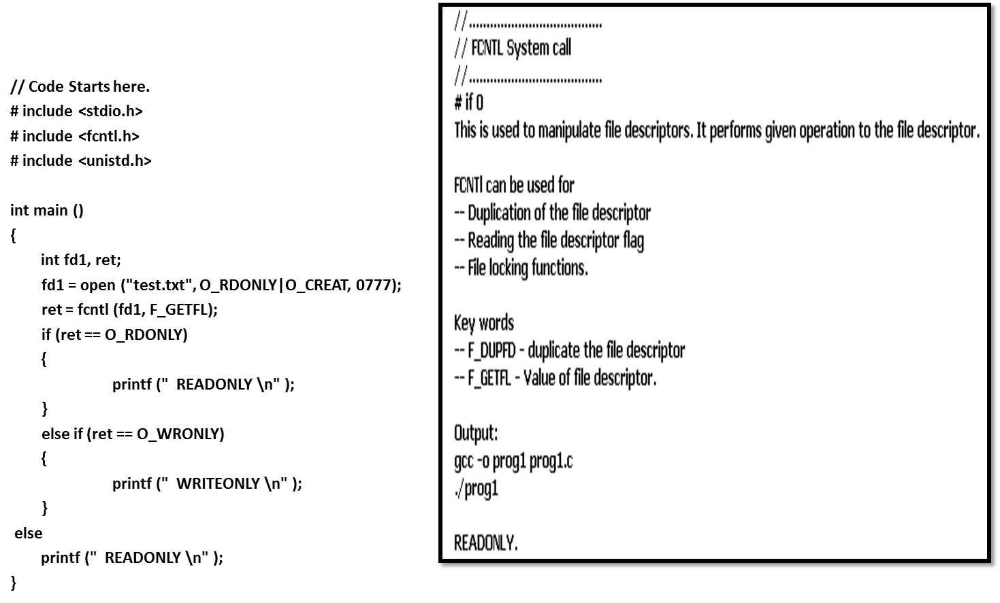 // Code Starts here.
# include <stdio.h>
# include <fcntl.h>
# include <unistd.h>
int main ()
{
int fd1, ret;
fd1 = open ("test.txt", O_RDONLY|O_CREAT, 0777);
ret = fcntl (fd1, F_GETFL);
if (ret == O_RDONLY)
{
printf ("  READONLY \n" );
}
else if (ret == O_WRONLY)
{
printf ("  WRITEONLY \n" );
}
else
printf ("  READONLY \n" );
}
//......................................
// FCNTL System call
//......................................
# if 0
This is used to manipulate file descriptors. It performs given operation to the file descriptor.
FCNTl can be used for
-- Duplication of the file descriptor
-- Reading the file descriptor flag
-- File locking functions.
Key words
-- F_DUPFD - duplicate the file descriptor
-- F_GETFL - Value of file descriptor.
Output:
gcc -o prog1 prog1.c
./prog1
READONLY.